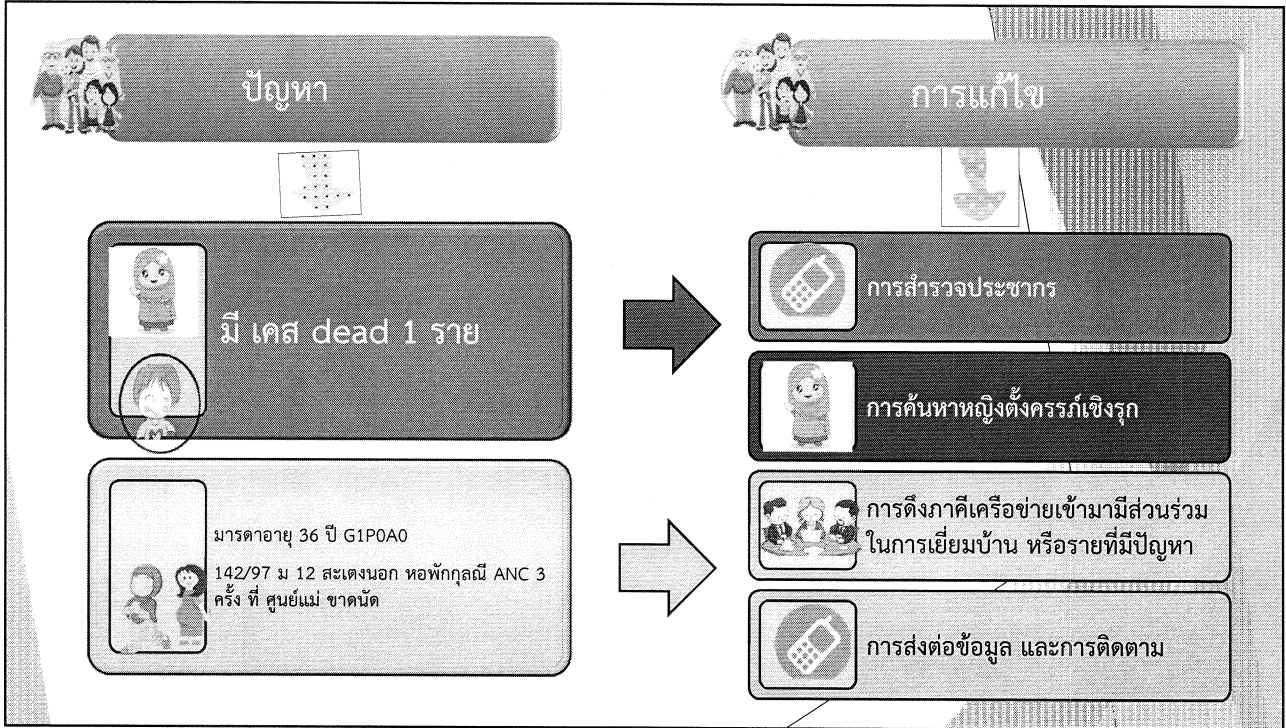 ปัญหา
มี เคส dead 1 ราย
มารดาอายุ 36 ปี G1P0A0
142/97 ม 12 สะเตงนอก หอพักกุลณี ANC 3
ครั้ง ที่ ศูนย์แม่ ขาดนัด
การแก้ไข
การสำรวจประชากร
การค้นหาหญิงตั้งครรภ์เชิงรุก
การดึงภาคีเครือข่ายเข้ามามีส่วนร่วม
ในการเยี่ยมบ้าน หรือรายที่มีปัญหา
การส่งต่อข้อมูล และการติดตาม